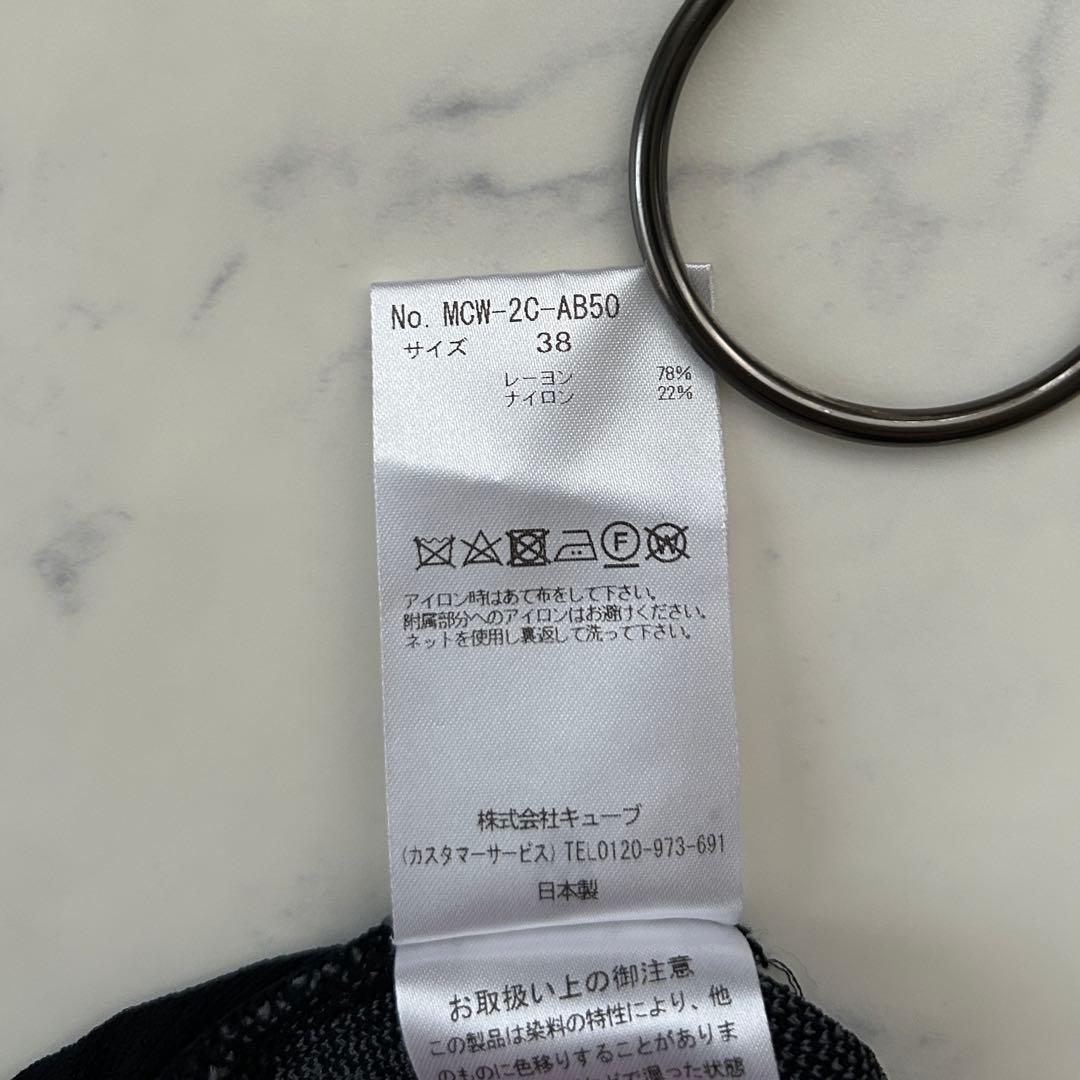 No. MCW-2C-AB50
サイズ 38
レーヨン 78%
ナイロン 22%
F
W
アイロン時はあて布をして下さい。
附属部分へのアイロンはお避けください。
ネットを使用し裏返して洗って下さい。
株式会社キューブ
(カスタマーサービス) TEL0120-973-691
日本製
お取扱い上の御注意
この製品は染料の特性により、他
のものに色移りすることがありま
で湿った状態